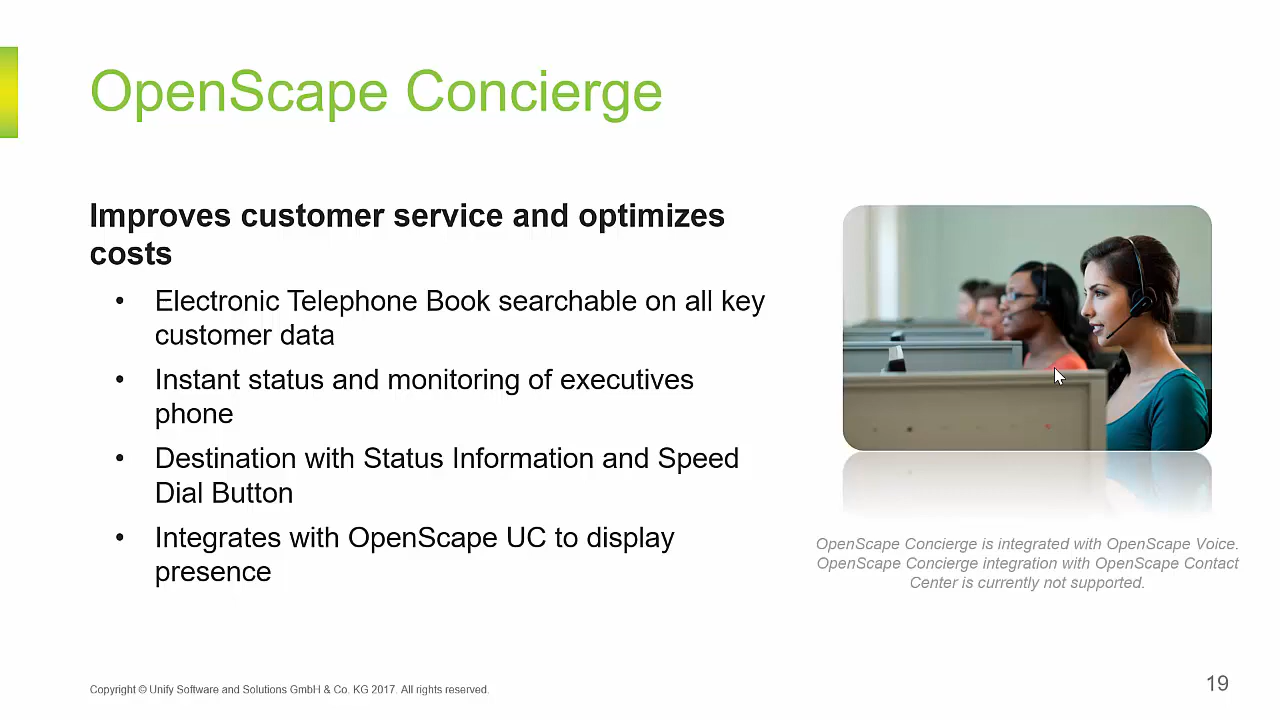 OpenScape Concierge
Improves customer service and optimizes
costs
• Electronic Telephone Book searchable on all key
customer data
• Instant status and monitoring of executives
phone
• Destination with Status Information and Speed
Dial Button
• Integrates with OpenScape UC to display
presence
OpenScape Concierge is integrated with OpenScape Voice.
OpenScape Concierge integration with OpenScape Contact
Center is currently not supported.
Copyright © Unify Software and Solutions GmbH & Co. KG 2017. All rights reserved.
19